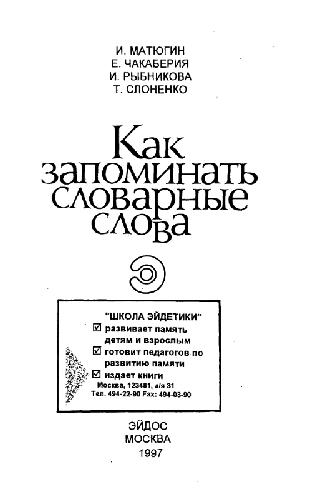 И. МАТЮГИН
Е. ЧАКАБЕРИЯ
И. РЫБНИКОВА
Т. СЛОНЕНКО
Как
запоминать
словарные
слова
"ШКОЛА ЭЙДЕТИКИ"
развивает память
детям и взрослым
готовит педагогов по
развитию памяти
издает книги
Москва, 123481, а/я 31
Тел. 494-22-90 Fax: 494-03-90
ЭЙДОС
МОСКВА
1997